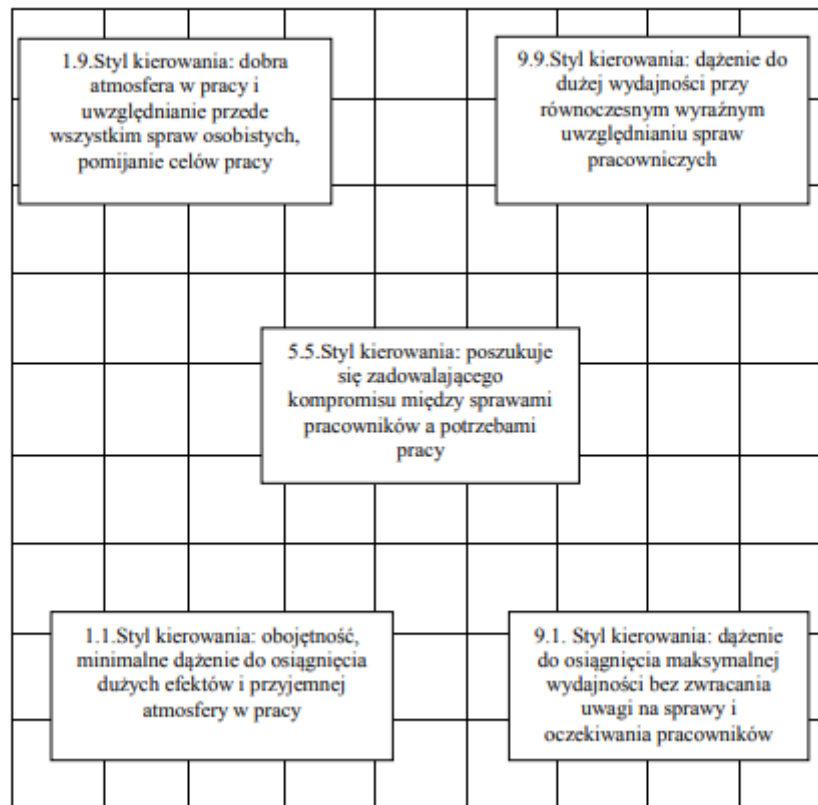 1.9.Styl kierowania: dobra
atmosfera w pracy i
uwzględnianie przede
wszystkim spraw osobistych,
pomijanie celów pracy
9.9.Styl kierowania: dążenie do
dużej wydajności przy
równoczesnym wyraźnym
uwzględnianiu spraw
pracowniczych
5.5.Styl kierowania: poszukuje
się zadowalającego
kompromisu między sprawami
pracowników a potrzebami
pracy
1.1.Styl kierowania: obojętność,
minimalne dążenie do osiągnięcia
dużych efektów i przyjemnej
atmosfery w pracy
9.1. Styl kierowania: dążenie
do osiągnięcia maksymalnej
wydajności bez zwracania
uwagi na sprawy i
oczekiwania pracowników